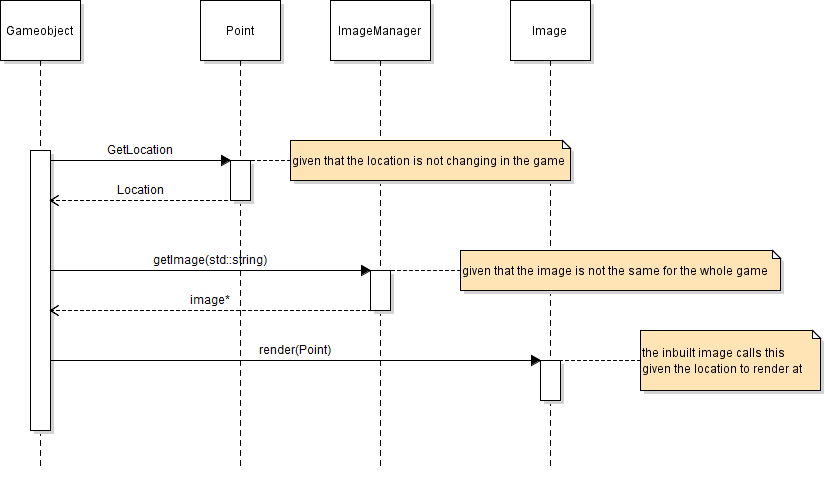 Gameobject
Point
ImageManager
Image
GetLocation
given that the location is not changing in the game
Location
getImage(std::string)
given that the image is not the same for the whole game
image*
render(Point)
the inbuilt image calls this
given the location to render at